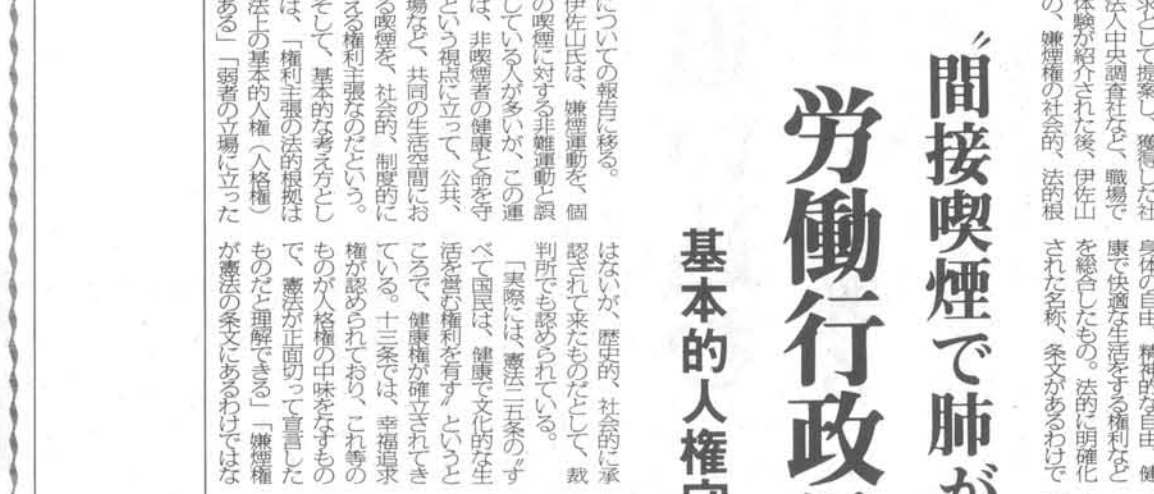 求として提案し、獲得した社
法人中央調査社など、職場で
体験が紹介された後、伊佐山
の、嫌煙権の社会的、法的根
身体の自由、精神的な自由、健
康で快適な生活をする権利など
を総合したもの。法的に明確化
された名称、条文があるわけで
〝間接喫煙で肺が
労働行政
基本的人権
についての報告に移る。
伊佐山氏は、嫌煙運動を、個
の喫煙に対する非難運動と誤
している人が多いが、この運
は、非喫煙者の健康と命を守
という視点に立って、公共、
場など、共同の生活空間にお
る喫煙を、社会的、制度的に
える権利主張なのだという。
そして、基本的な考え方とし
は、「権利主張の法的根拠は
法上の基本的人権（人格権）
ある」「弱者の立場に立った
はないが、歴史的、社会的に承
認されて来たものだとして、裁
判所でも認められている。
「実際には、憲法二五条の〝す
べて国民は、健康で文化的な生
活を営む権利を有す〟というと
ころで、健康権が確立されてき
ている。十三条では、幸福追求
権が認められており、これ等の
ものが人格権の中味をなすもの
で、憲法が正面切って宣言した
ものだと理解できる」「嫌煙権
が憲法の条文にあるわけではな